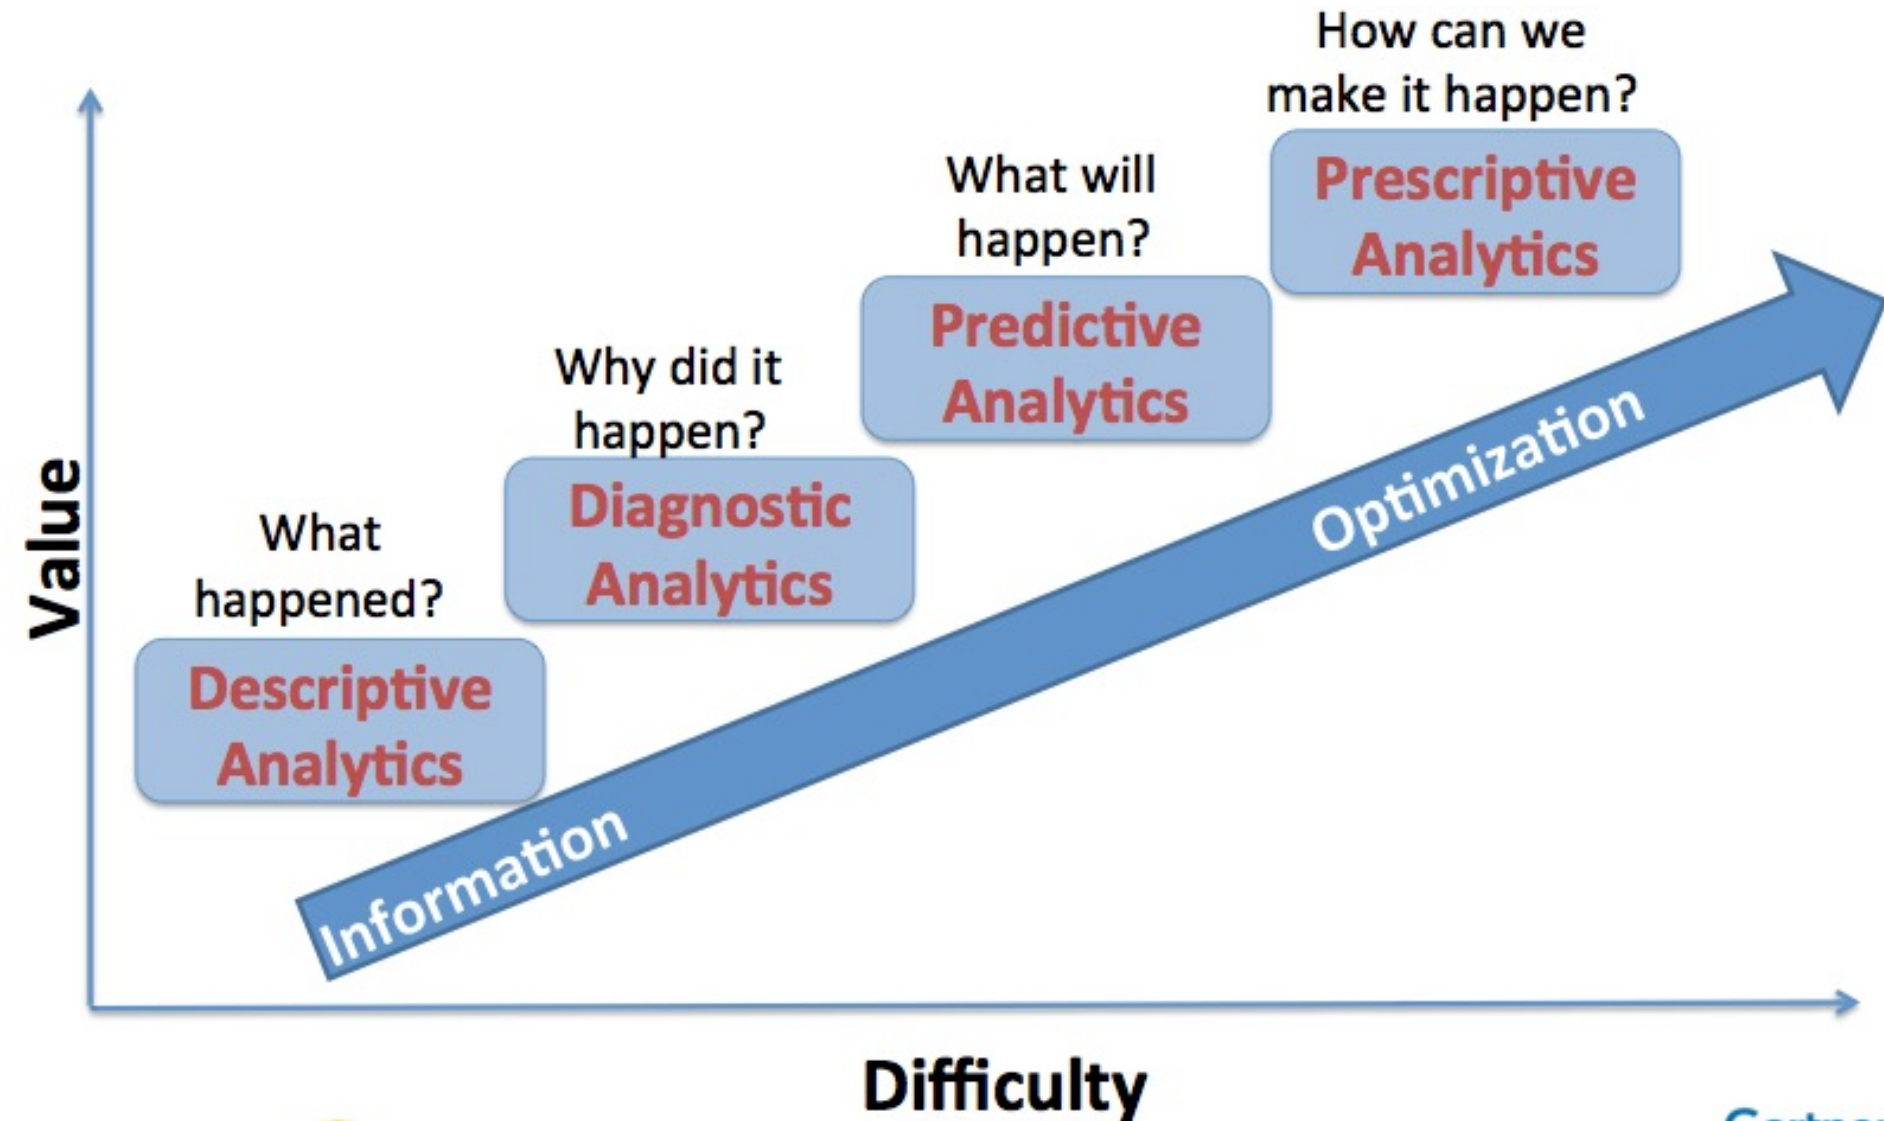 How can we
make it happen?
Prescriptive
Analytics
What will
happen?
Predictive
Analytics
Why did it
happen?
Diagnostic
Analytics
What
happened?
Descriptive
Analytics
Value
Information
Optimization
Difficulty